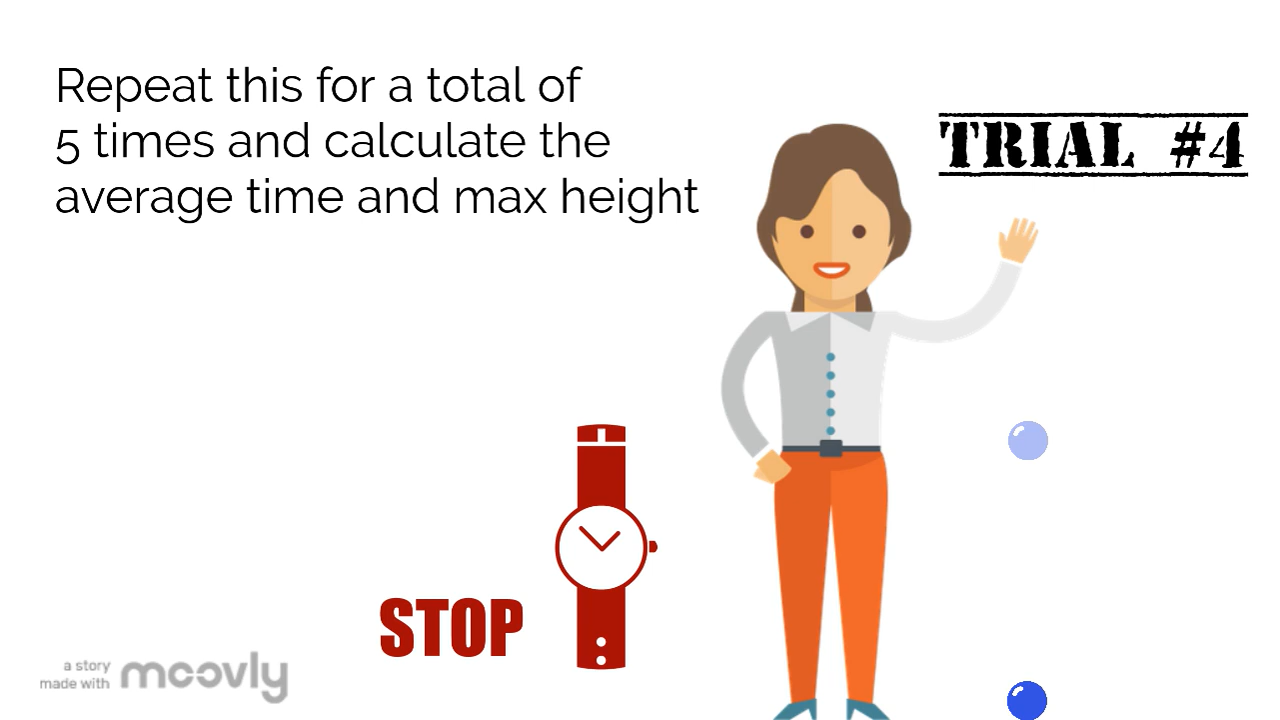 Repeat this for a total of
5 times and calculate the
average time and max height
TRIAL #4
STOP
a story
made with moovly